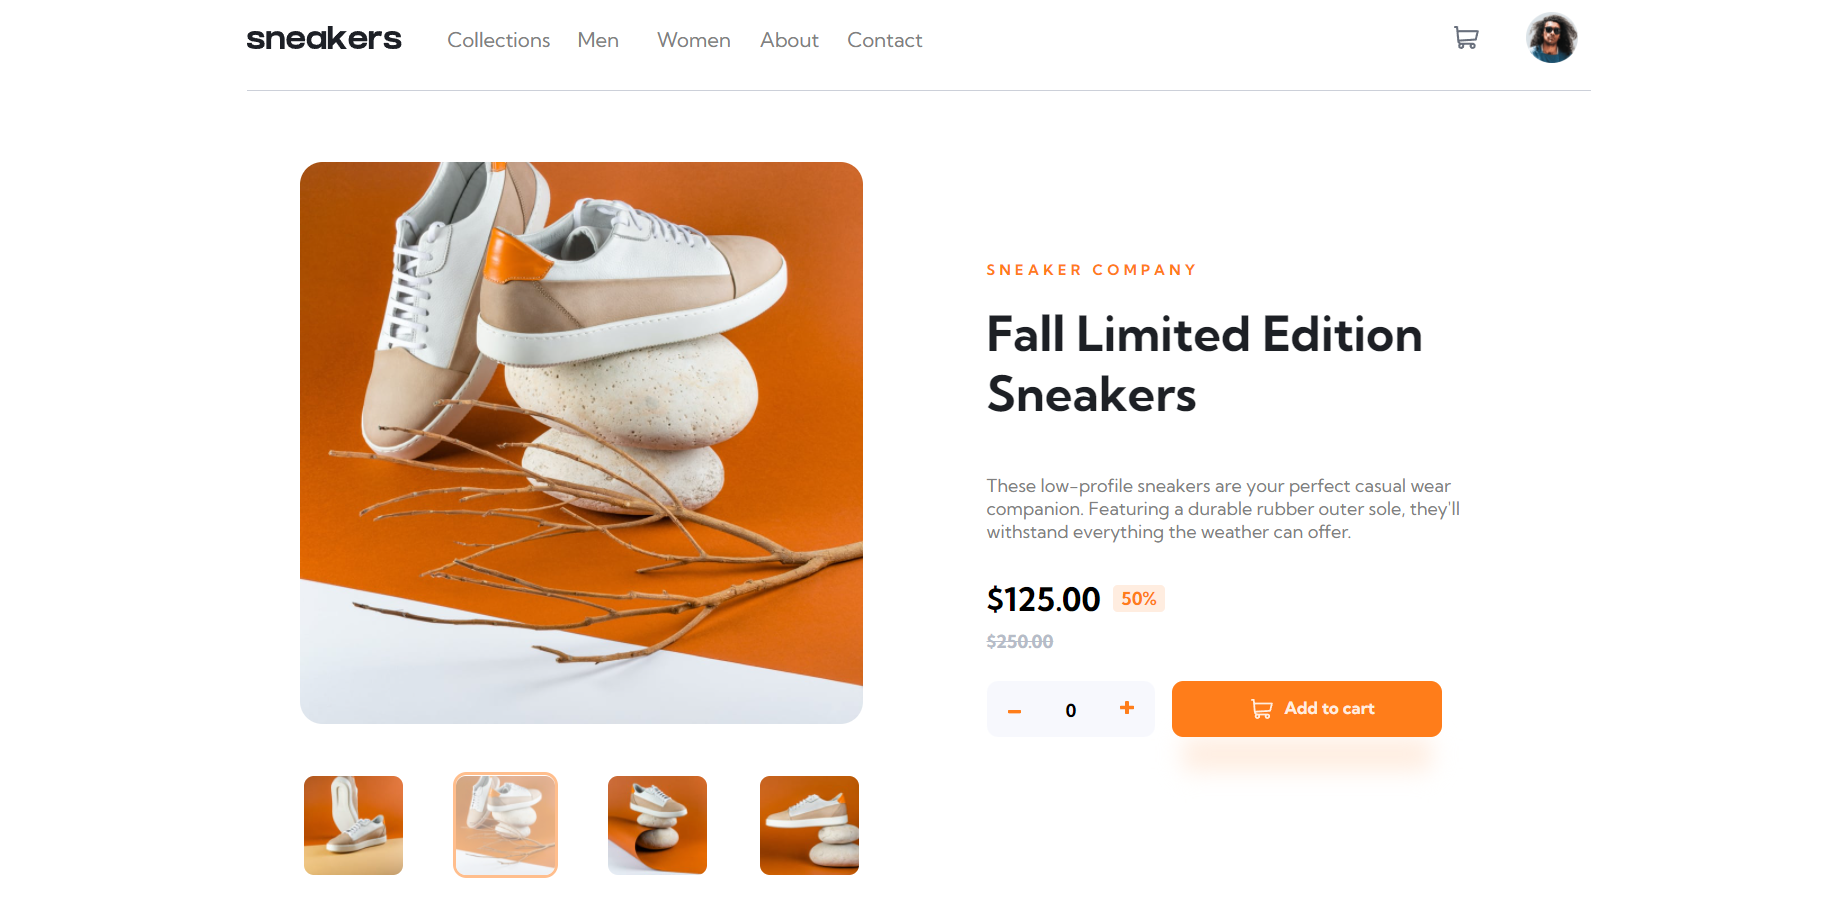 sneakers Collections Men Women About Contact
SNEAKER COMPANY
Fall Limited Edition
Sneakers
These low-profile sneakers are your perfect casual wear
companion. Featuring a durable rubber outer sole, they'll
withstand everything the weather can offer.
$125.00 50%
$250.00
– 0 + Add to cart